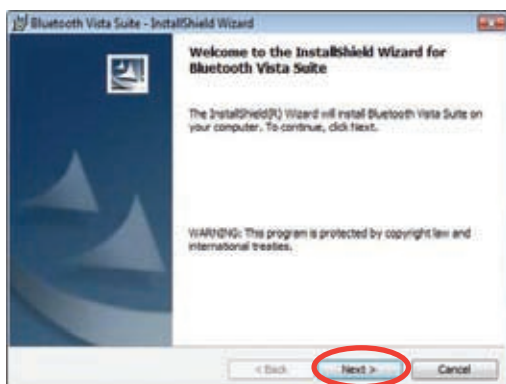 Bluetooth Vista Suite - InstallShield Wizard
Welcome to the InstallShield Wizard for
Bluetooth Vista Suite
The InstallShield(R) Wizard will install Bluetooth Vista Suite on
your computer. To continue, click Next.
WARNING: This program is protected by copyright law and
international treaties.
< Back
Next >
Cancel